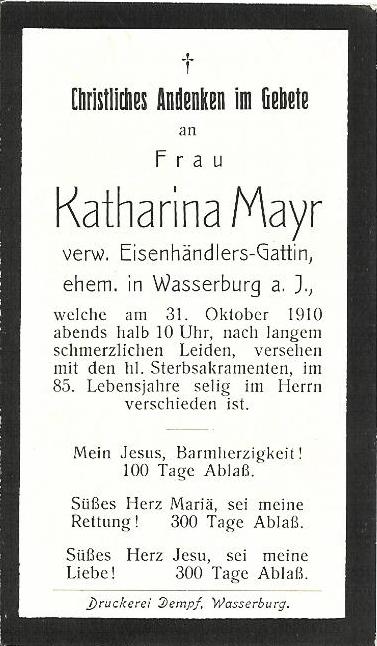 †
Christliches Andenken im Gebete
an
Frau
Katharina Mayr
verw. Eisenhändlers-Gattin,
ehem. in Wasserburg a. J.,
welche am 31. Oktober 1910
abends halb 10 Uhr, nach langem
schmerzlichen Leiden, versehen
mit den hl. Sterbsakramenten, im
85. Lebensjahre selig im Herrn
verschieden ist.
Mein Jesus, Barmherzigkeit!
100 Tage Ablaß.
Süßes Herz Mariä, sei meine
Rettung! 300 Tage Ablaß.
Süßes Herz Jesu, sei meine
Liebe! 300 Tage Ablaß.
Druckerei Dempf, Wasserburg.